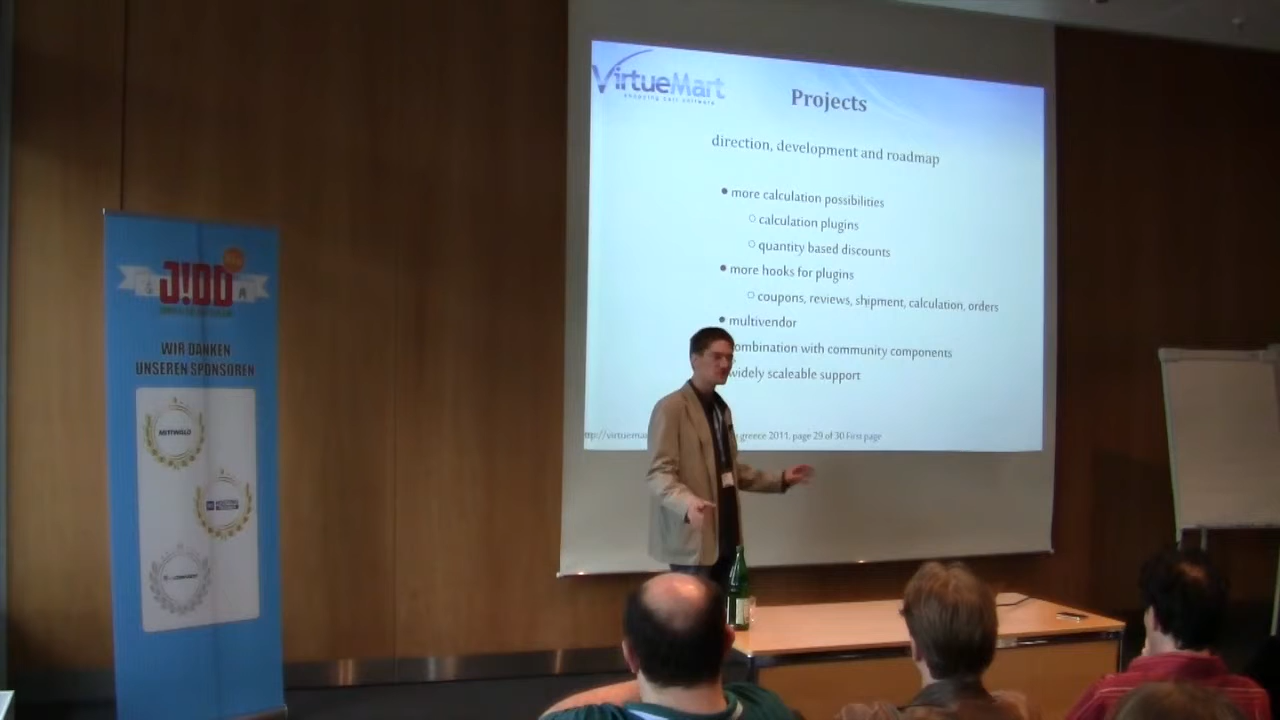 VirtueMart
shopping cart software
Projects
direction, development and roadmap
more calculation possibilities
calculation plugins
quantity based discounts
more hooks for plugins
coupons, reviews, shipment, calculation, orders
multivendor
ombination with community components
widely scaleable support
greece 2011, page 29 of 30 First page
J!DD
WIR DANKEN
UNSEREN SPONSOREN